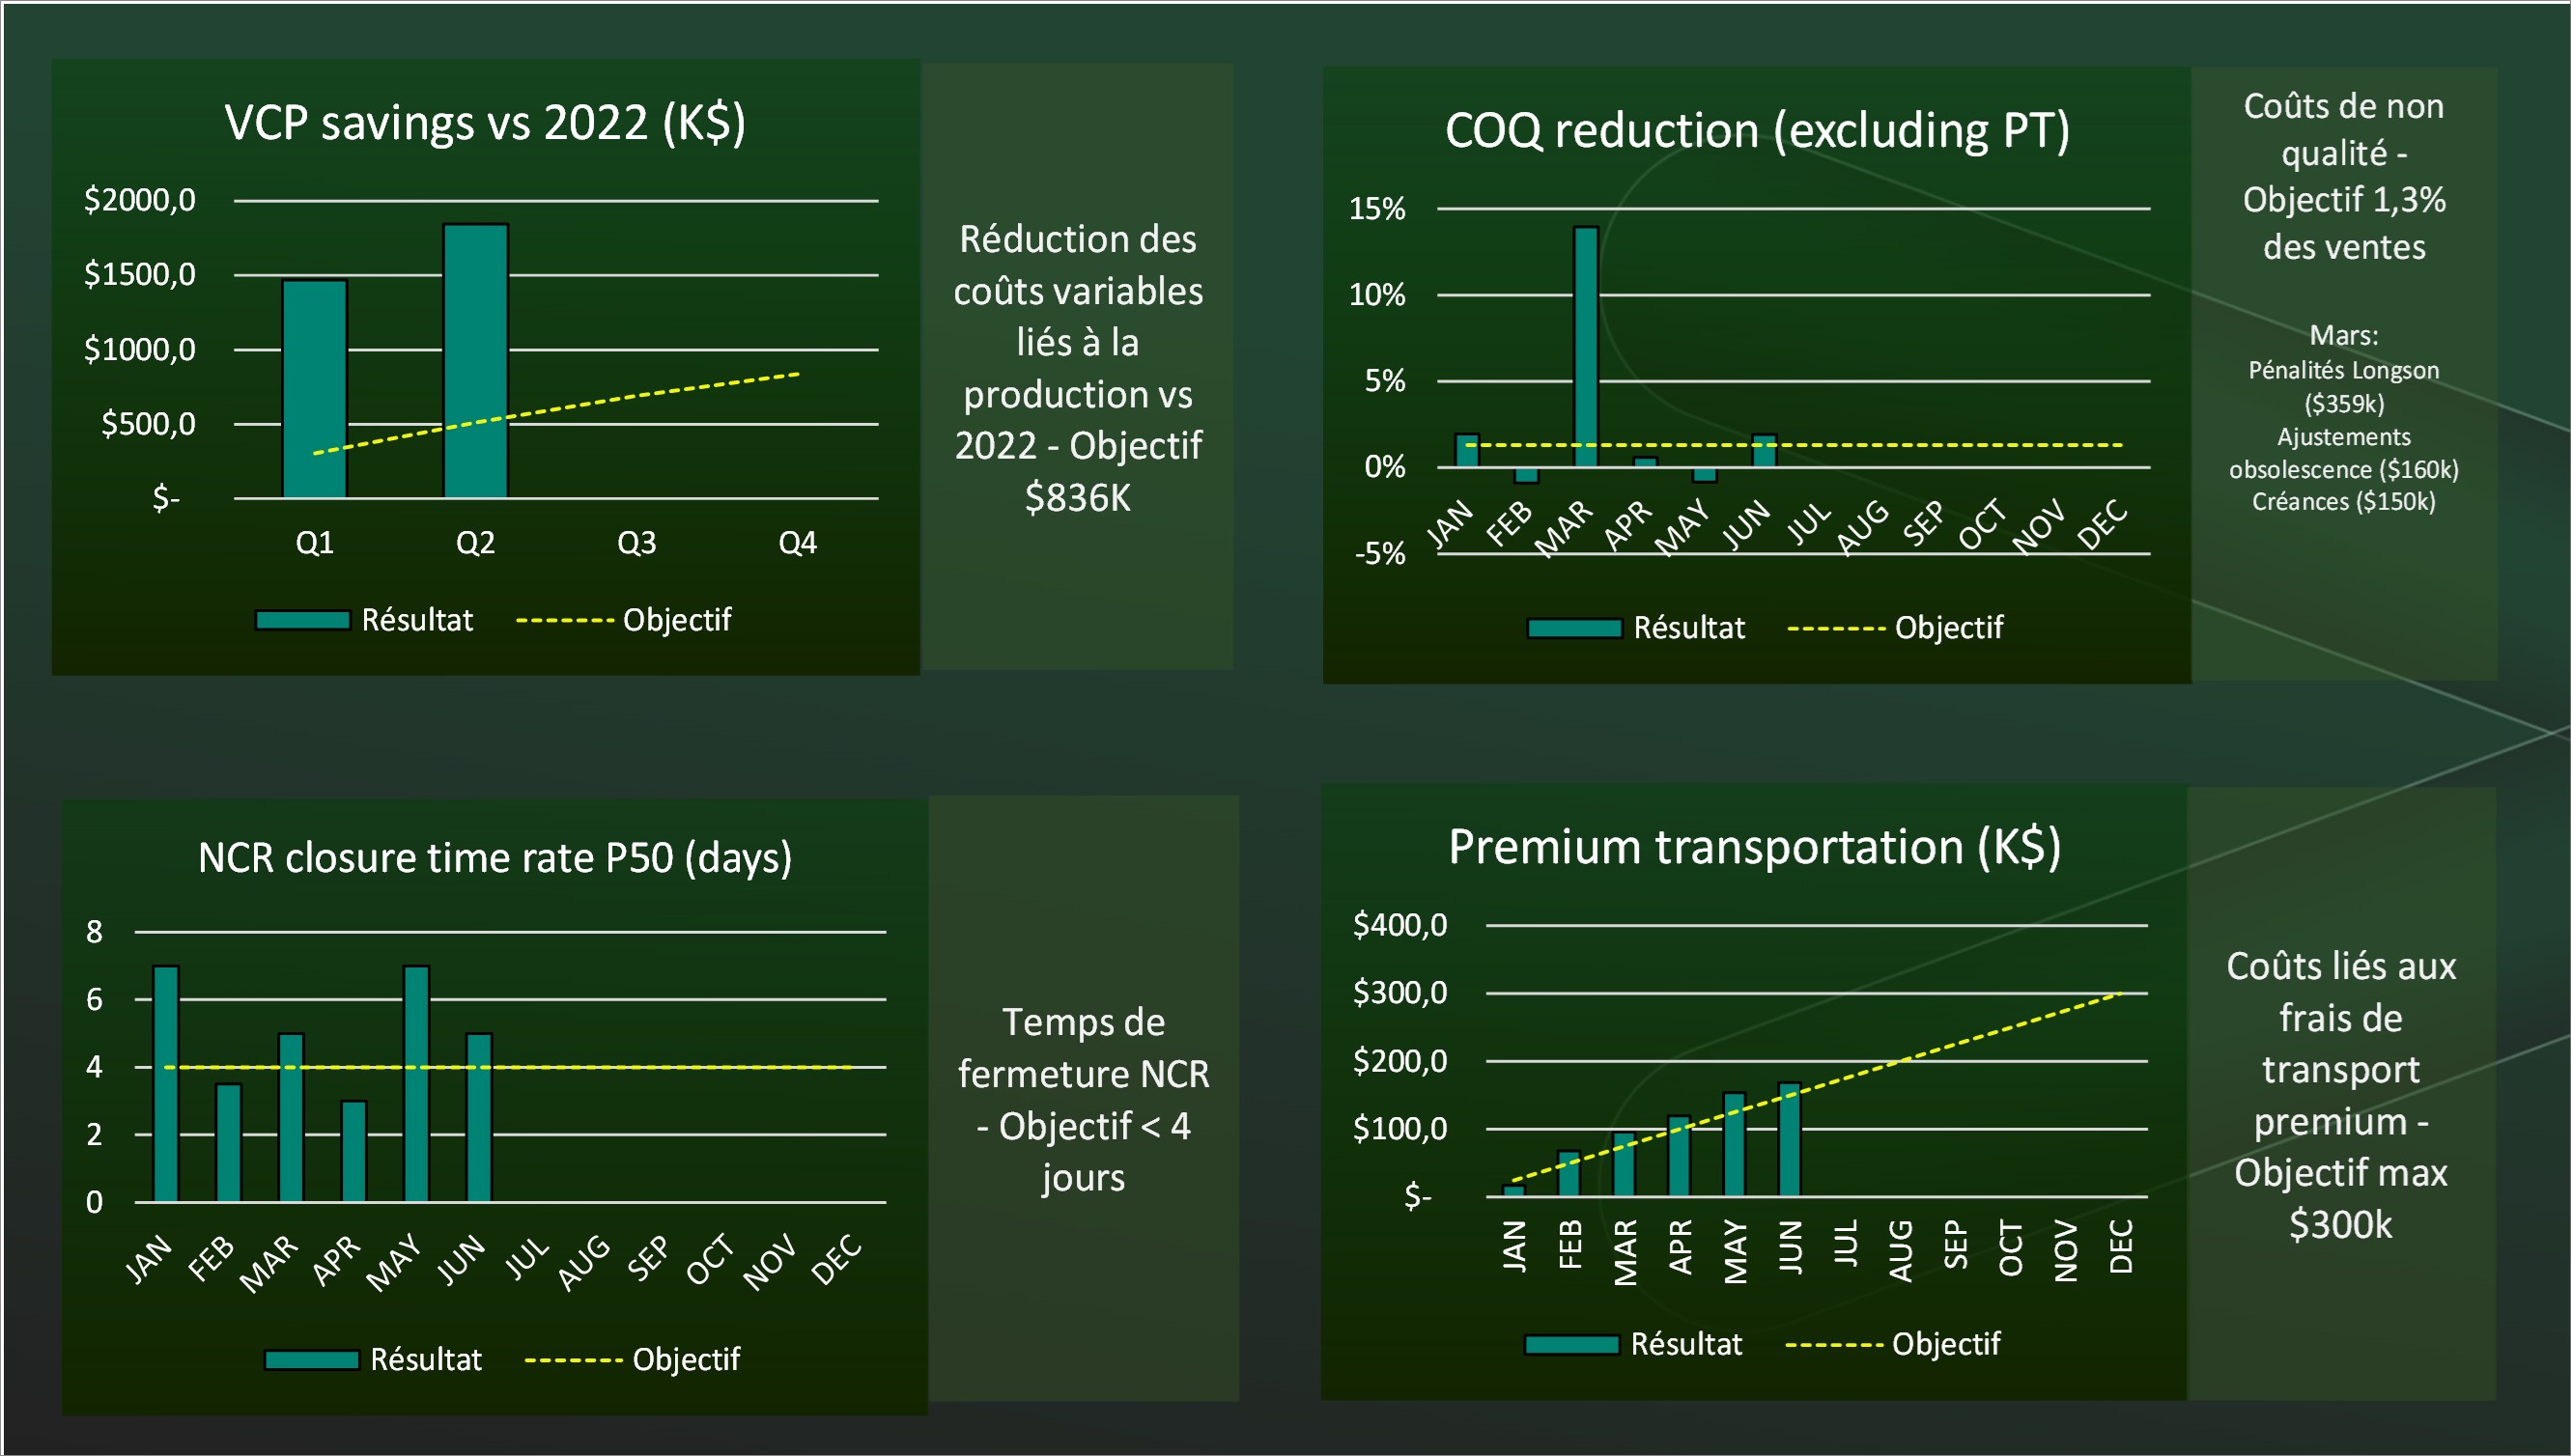 VCP savings vs 2022 (K$)
$2000,0
$1500,0
$1000,0
$500,0
$-
Q1 Q2 Q3 Q4
Résultat Objectif
Réduction des
coûts variables
liés à la
production vs
2022 - Objectif
$836K
COQ reduction (excluding PT)
15%
10%
5%
0%
-5%
JAN FEB MAR APR MAY JUN JUL AUG SEP OCT NOV DEC
Résultat Objectif
Coûts de non
qualité -
Objectif 1,3%
des ventes
Mars:
Pénalités Longson
($359k)
Ajustements
obsolescence ($160k)
Créances ($150k)
NCR closure time rate P50 (days)
8
6
4
2
0
JAN FEB MAR APR MAY JUN JUL AUG SEP OCT NOV DEC
Résultat Objectif
Temps de
fermeture NCR
- Objectif < 4
jours
Premium transportation (K$)
$400,0
$300,0
$200,0
$100,0
$-
JAN FEB MAR APR MAY JUN JUL AUG SEP OCT NOV DEC
Résultat Objectif
Coûts liés aux
frais de
transport
premium -
Objectif max
$300k